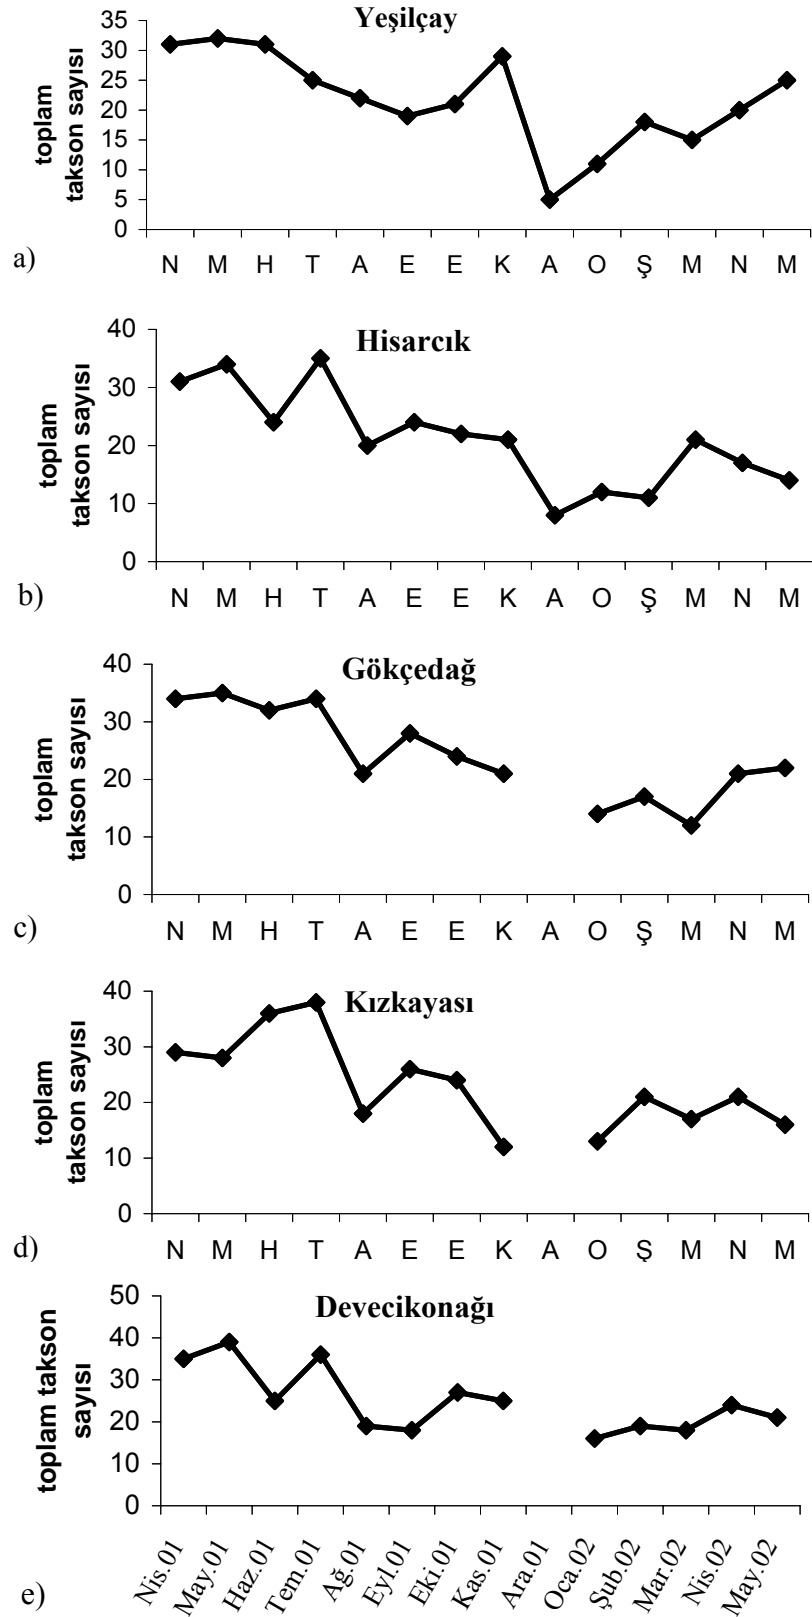 Yeşilçay
toplam
takson sayısı
35
30
25
20
15
10
5
0
N M H T A E E K A O Ş M N M
a)
Hisarcık
toplam
takson sayısı
40
30
20
10
0
N M H T A E E K A O Ş M N M
b)
Gökçedağ
toplam
takson sayısı
40
30
20
10
0
N M H T A E E K A O Ş M N M
c)
Kızkayası
toplam
takson sayısı
40
30
20
10
0
N M H T A E E K A O Ş M N M
d)
Devecikonağı
toplam takson
sayısı
50
40
30
20
10
0
Nis.01 May.01 Haz.01 Tem.01 Ağ.01 Eyl.01 Eki.01 Kas.01 Ara.01 Oca.02 Şub.02 Mar.02 Nis.02 May.02
e)